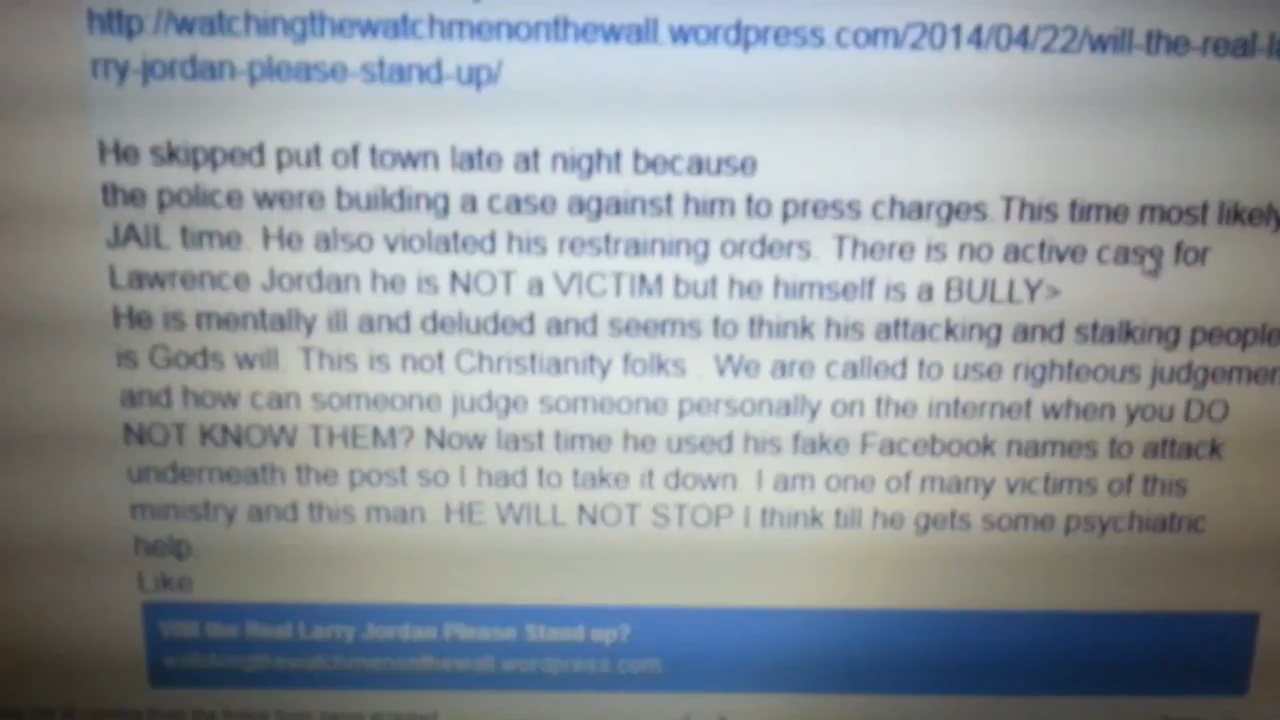 http://watchingthewatchmenonthewall.wordpress.com/2014/04/22/will-the-real-la
rry-jordan-please-stand-up/
He skipped put of town late at night because
the police were building a case against him to press charges.This time most likely
JAIL time. He also violated his restraining orders. There is no active case for
Lawrence Jordan he is NOT a VICTIM but he himself is a BULLY>
He is mentally ill and deluded and seems to think his attacking and stalking people
is Gods will. This is not Christianity folks . We are called to use righteous judgemen
and how can someone judge someone personally on the internet when you DO
NOT KNOW THEM? Now last time he used his fake Facebook names to attack
underneath the post so I had to take it down. I am one of many victims of this
ministry and this man. HE WILL NOT STOP I think till he gets some psychiatric
help.
Like
Will the Real Larry Jordan Please Stand up?
watchingthewatchmenonthewall.wordpress.com